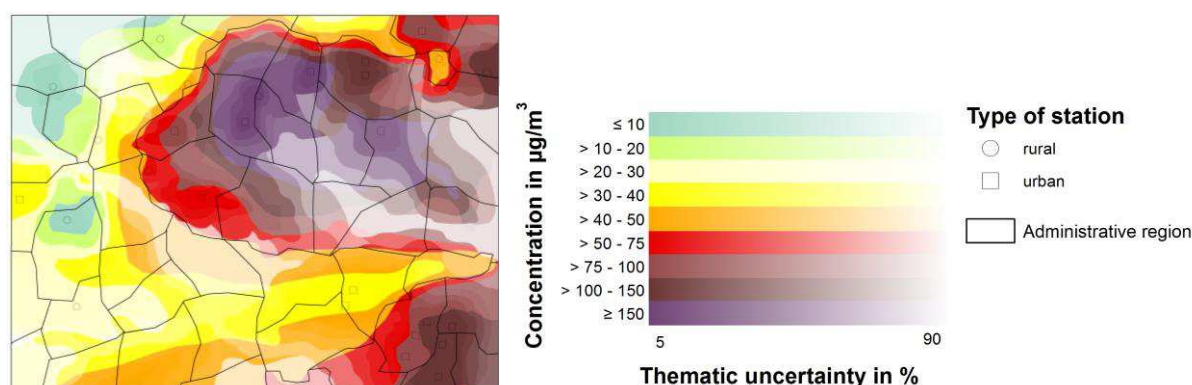 Concentration in µg/m³
≤ 10
> 10 - 20
> 20 - 30
> 30 - 40
> 40 - 50
> 50 - 75
> 75 - 100
> 100 - 150
≥ 150
5
90
Thematic uncertainty in %
Type of station
rural
urban
Administrative region